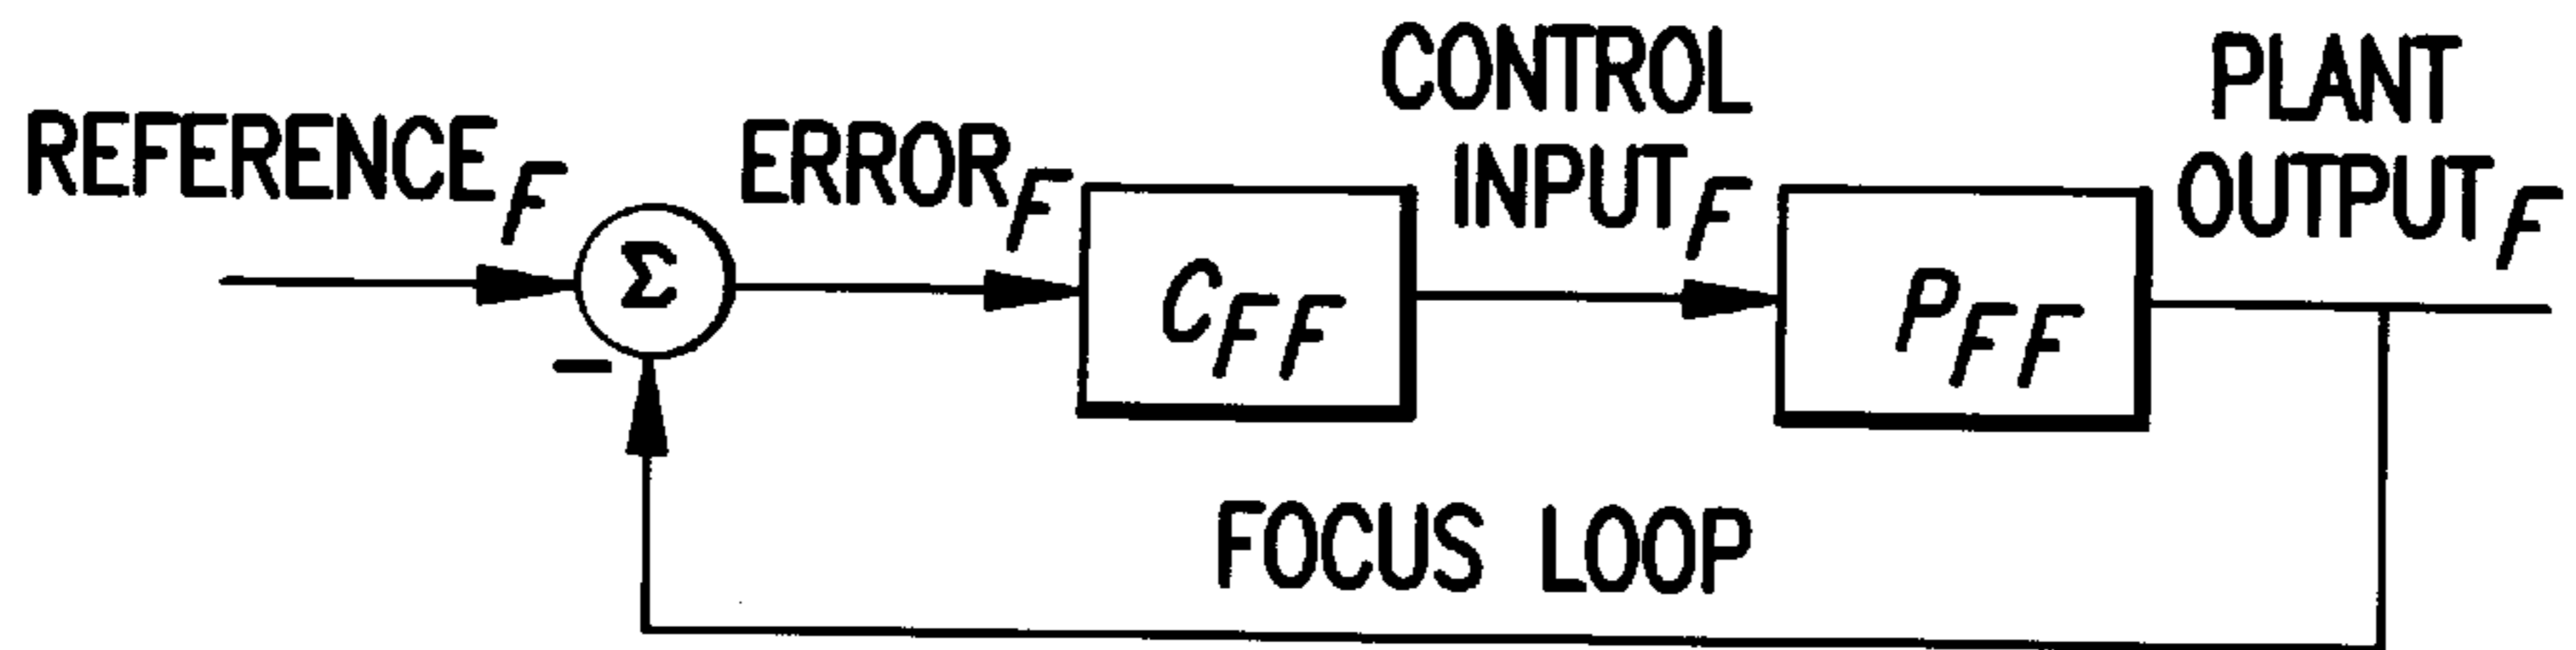 REFERENCE_F
ERROR_F
CONTROL
INPUT_F
PLANT
OUTPUT_F
Σ
−
C_FF
P_FF
FOCUS LOOP